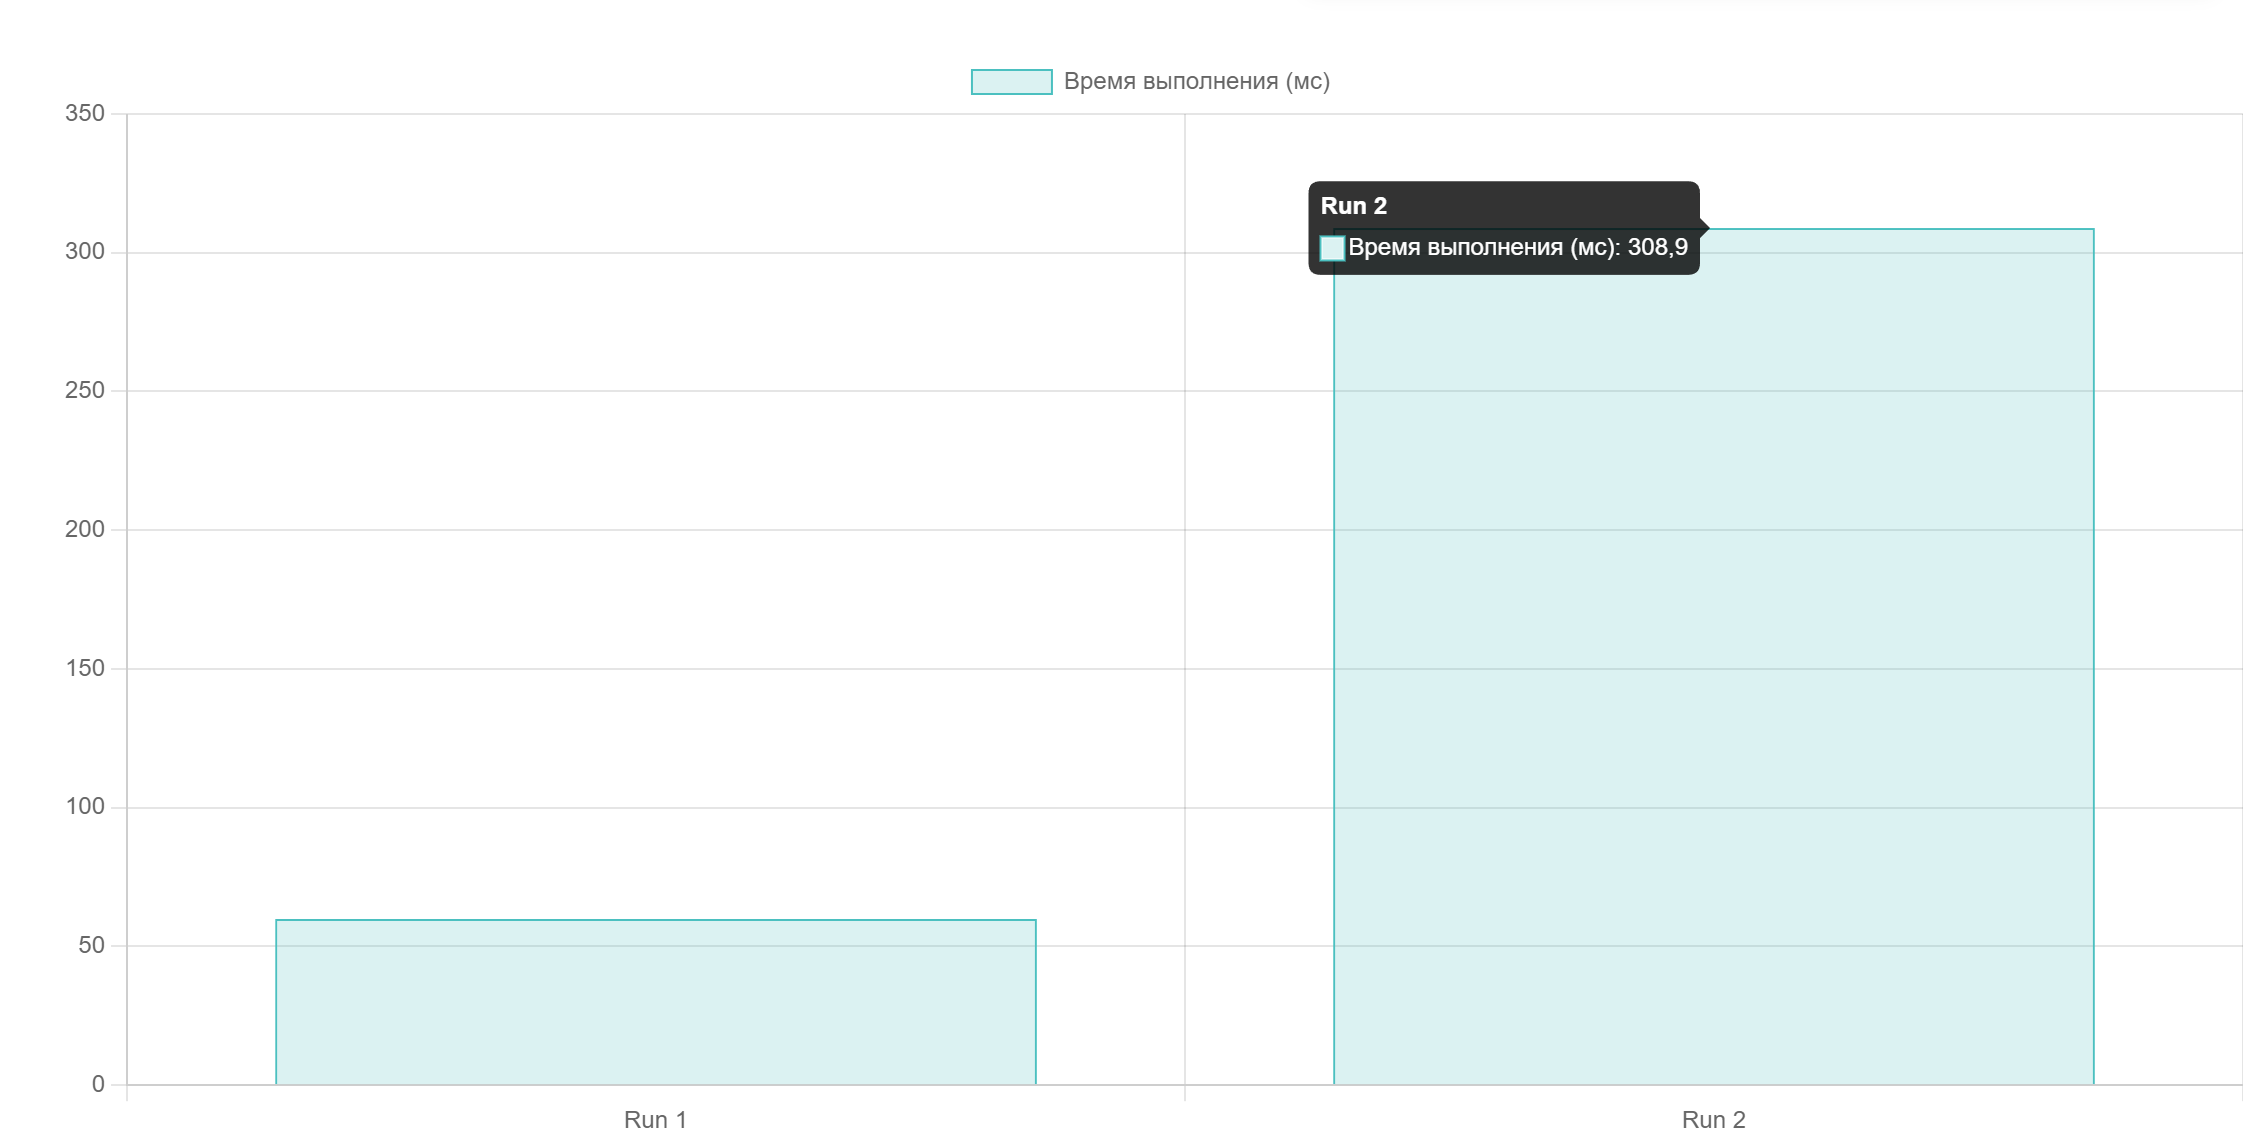 Время выполнения (мс)
350
300
250
200
150
100
50
0
Run 2
Время выполнения (мс): 308,9
Run 1
Run 2